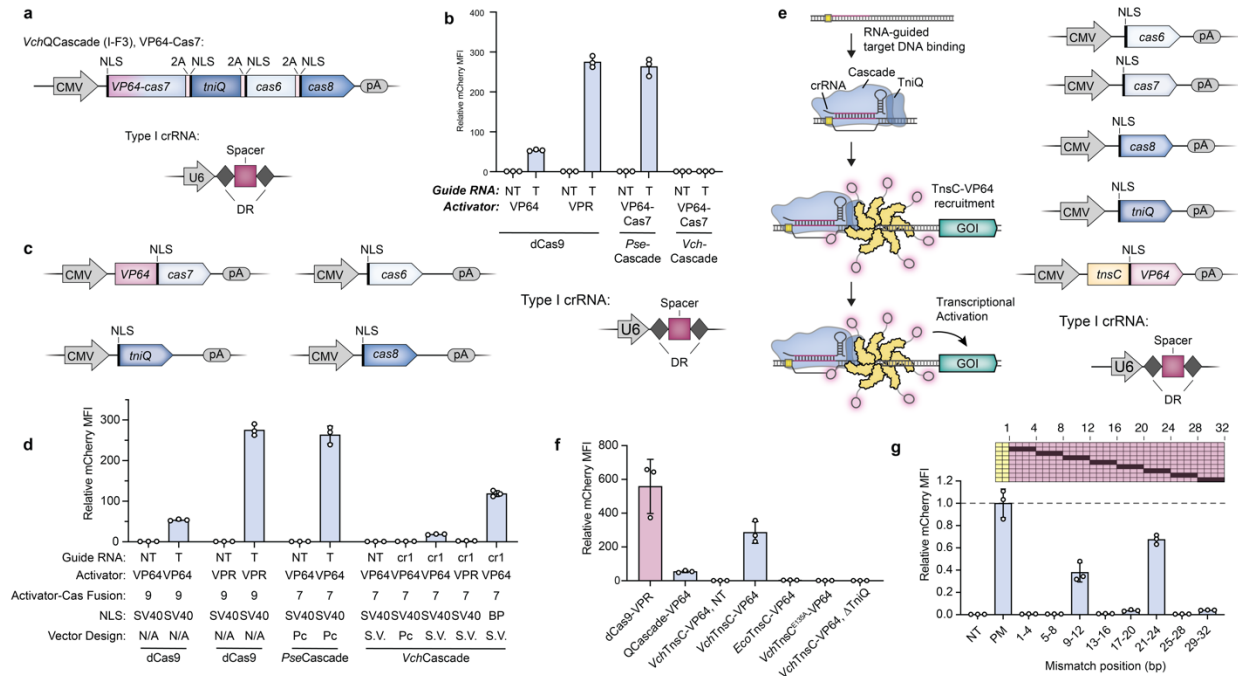 a
VchQCascade (I-F3), VP64-Cas7:
NLS 2A NLS 2A NLS 2A NLS
CMV VP64-cas7 tniQ cas6 cas8 pA
Type I crRNA:
Spacer
U6
DR
b
Relative mCherry MFI
400
300
200
100
0
Guide RNA: NT T NT T NT T NT T
Activator: VP64 VPR VP64-Cas7 VP64-Cas7
dCas9 Pse-Cascade Vch-Cascade
Type I crRNA:
Spacer
U6
DR
c
NLS
CMV VP64 cas7 pA
NLS
CMV cas6 pA
NLS
CMV tniQ pA
NLS
CMV cas8 pA
d
Relative mCherry MFI
300
200
100
0
Guide RNA: NT T NT T NT T NT cr1 cr1 cr1 cr1
Activator: VP64 VP64 VPR VPR VP64 VP64 VP64 VP64 VP64 VPR VP64
Activator-Cas Fusion: 9 9 9 9 7 7 7 7 7 7 7
NLS: SV40 SV40 SV40 SV40 SV40 SV40 SV40 SV40 SV40 SV40 BP
Vector Design: N/A N/A N/A N/A Pc Pc S.V. Pc S.V. S.V. S.V.
dCas9 dCas9 PseCascade VchCascade
e
RNA-guided
target DNA binding
Cascade
crRNA
TniQ
TnsC-VP64
recruitment
GOI
Transcriptional
Activation
GOI
NLS
CMV cas6 pA
NLS
CMV cas7 pA
NLS
CMV cas8 pA
NLS
CMV tniQ pA
NLS
CMV tnsC VP64 pA
Type I crRNA:
Spacer
U6
DR
f
Relative mCherry MFI
800
600
400
200
0
dCas9-VPR
QCascade-VP64
VchTnsC-VP64, NT
VchTnsC-VP64
EcoTnsC-VP64
VchTnsC^E135A-VP64
VchTnsC-VP64, ΔTniQ
g
1 4 8 12 16 20 24 28 32
Relative mCherry MFI
1.2
1.0
0.8
0.6
0.4
0.2
0.0
NT
PM
1-4
5-8
9-12
13-16
17-20
21-24
25-28
29-32
Mismatch position (bp)